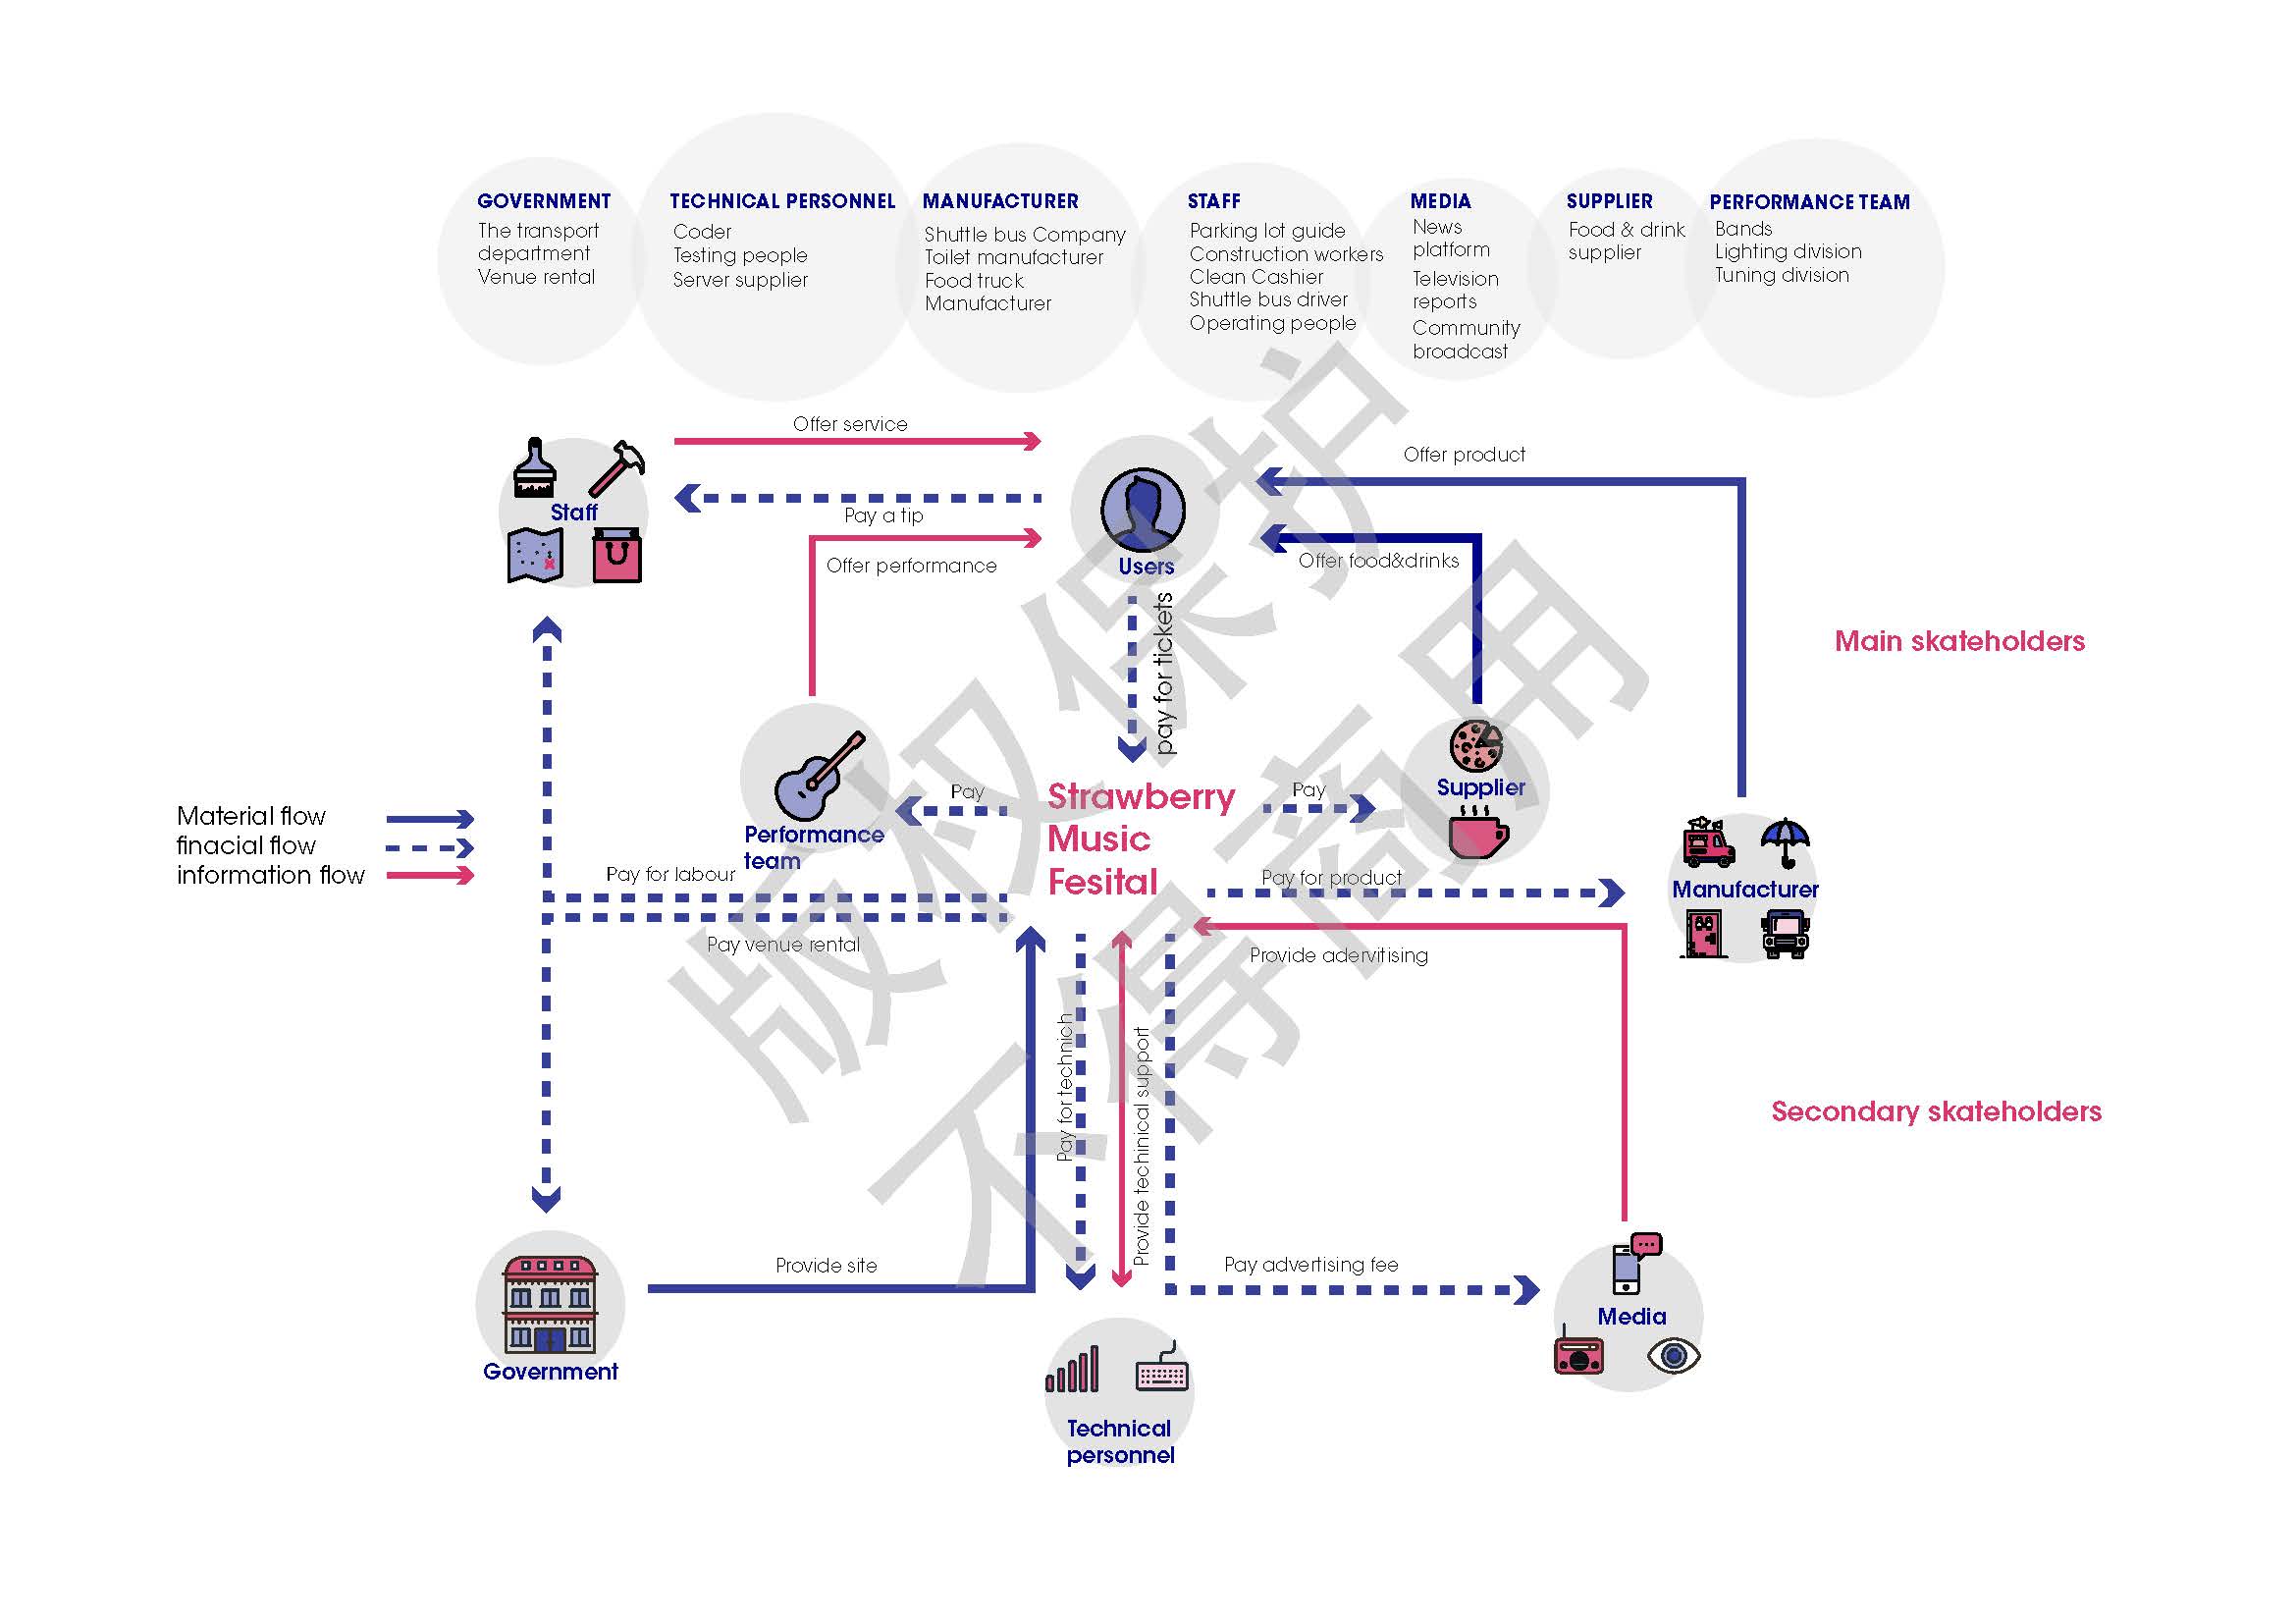 GOVERNMENT
The transport
department
Venue rental
TECHNICAL PERSONNEL
Coder
Testing people
Server supplier
MANUFACTURER
Shuttle bus Company
Toilet manufacturer
Food truck
Manufacturer
STAFF
Parking lot guide
Construction workers
Clean Cashier
Shuttle bus driver
Operating people
MEDIA
News
platform
Television
reports
Community
broadcast
SUPPLIER
Food & drink
supplier
PERFORMANCE TEAM
Bands
Lighting division
Tuning division
Offer service
Staff
Pay a tip
Offer performance
Users
Offer product
Offer food&drinks
pay for tickets
Main skateholders
Material flow
finacial flow
information flow
Performance
team
Pay
Strawberry
Music
Fesital
Pay
Supplier
Manufacturer
Pay for labour
Pay venue rental
Pay for product
Provide adervitising
Pay for technich
Provide techinical support
Secondary skateholders
Provide site
Pay advertising fee
Government
Technical
personnel
Media
版权保护
不得商用